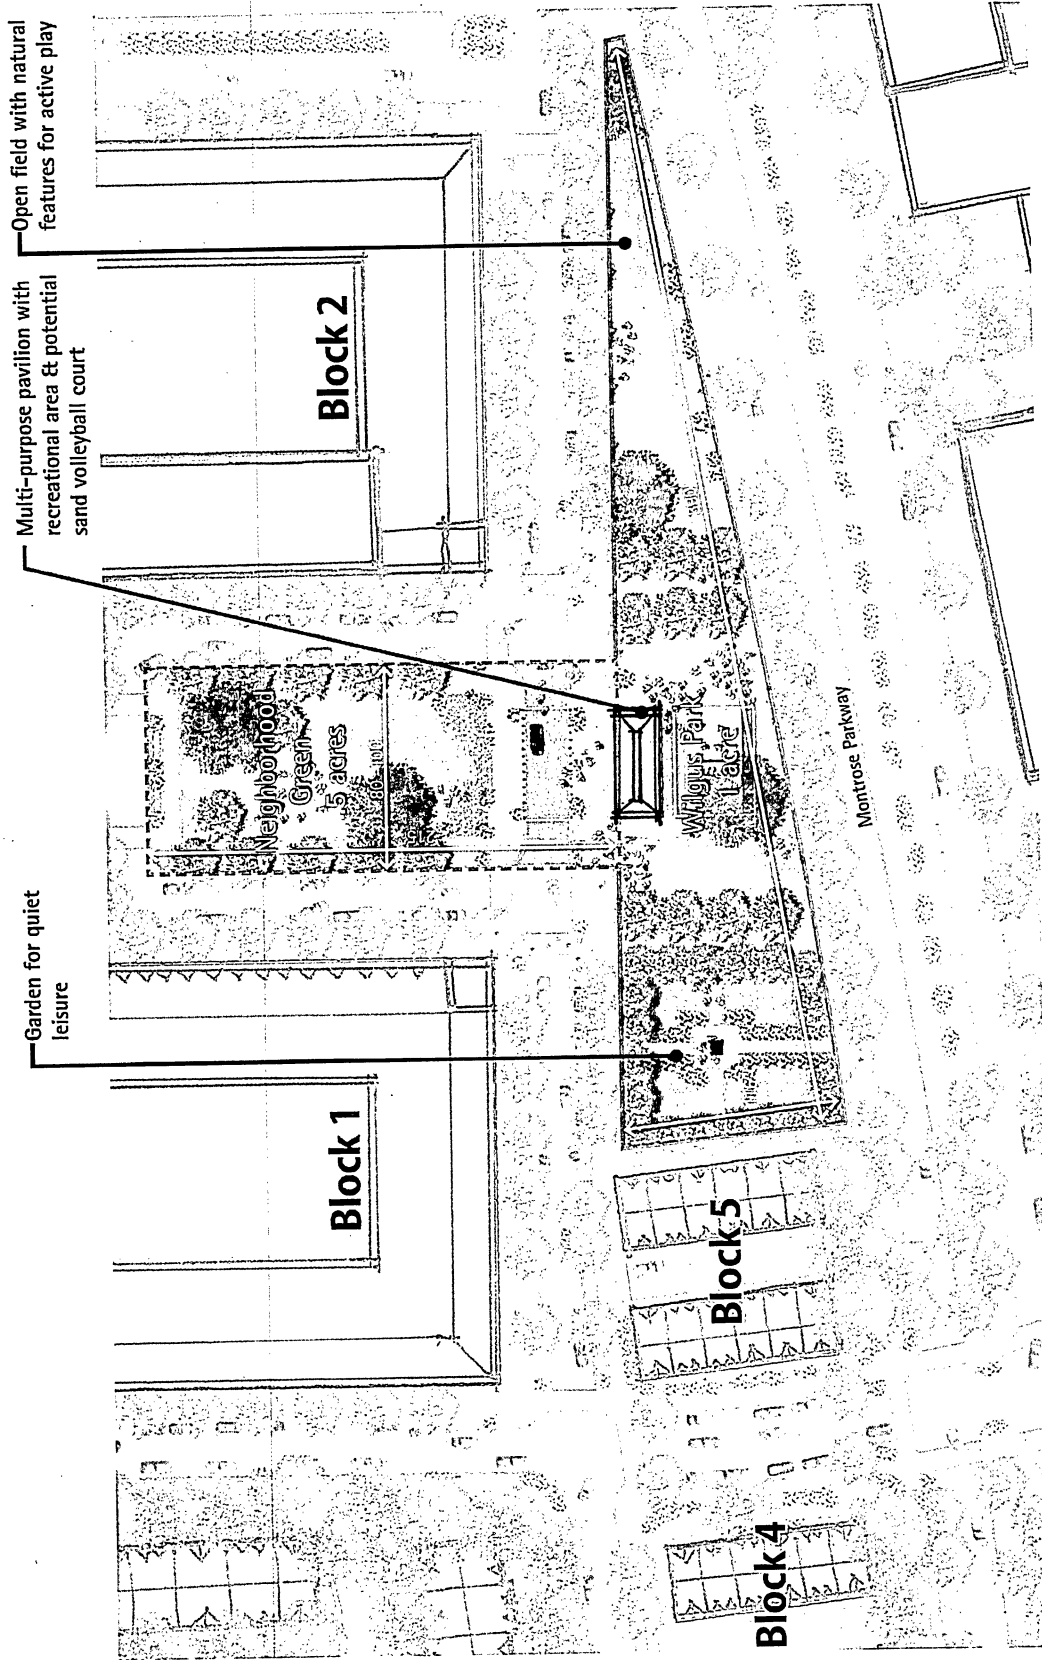 Garden for quiet
leisure
Multi-purpose pavilion with
recreational area & potential
sand volleyball court
Open field with natural
features for active play
Block 1
Block 2
Neighborhood
Green
5 acres
Wilgus Park
1 acre
Block 5
Block 4
Montrose Parkway